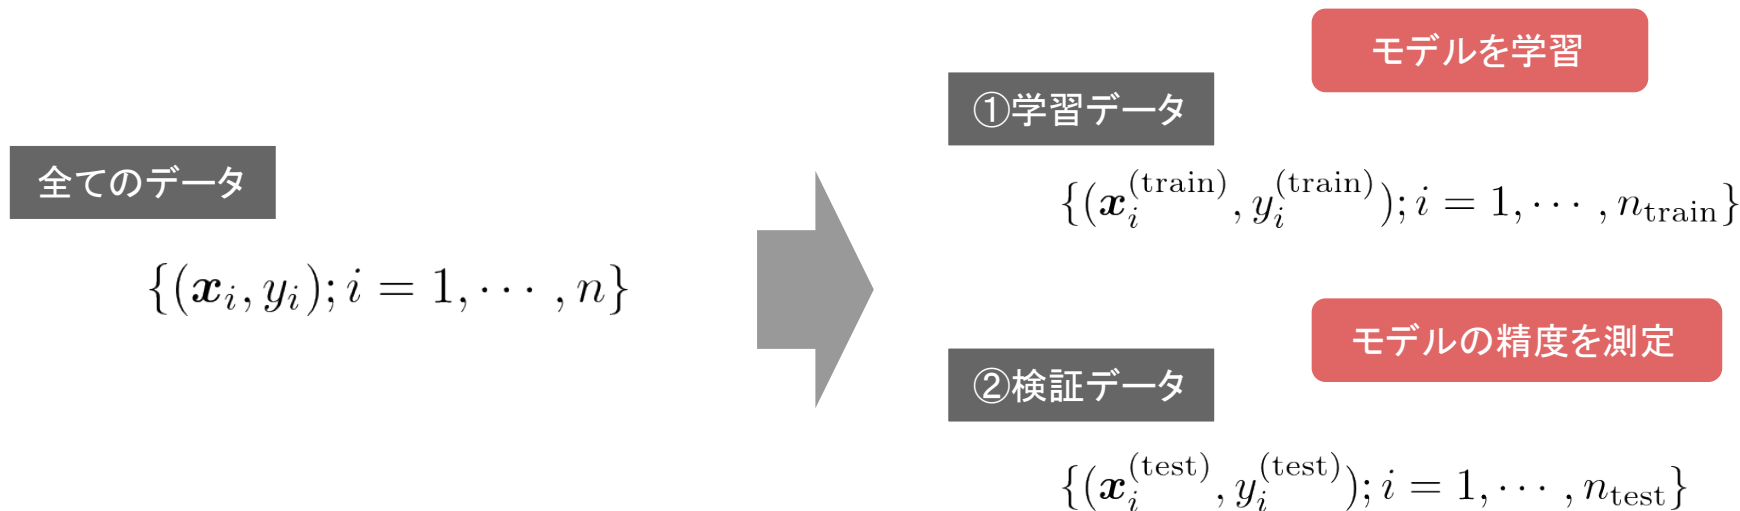 全てのデータ
{(𝒙_i, y_i); i = 1, ⋯ , n}
モデルを学習
①学習データ
{(𝒙_i^(train), y_i^(train)); i = 1, ⋯ , n_train}
モデルの精度を測定
②検証データ
{(𝒙_i^(test), y_i^(test)); i = 1, ⋯ , n_test}